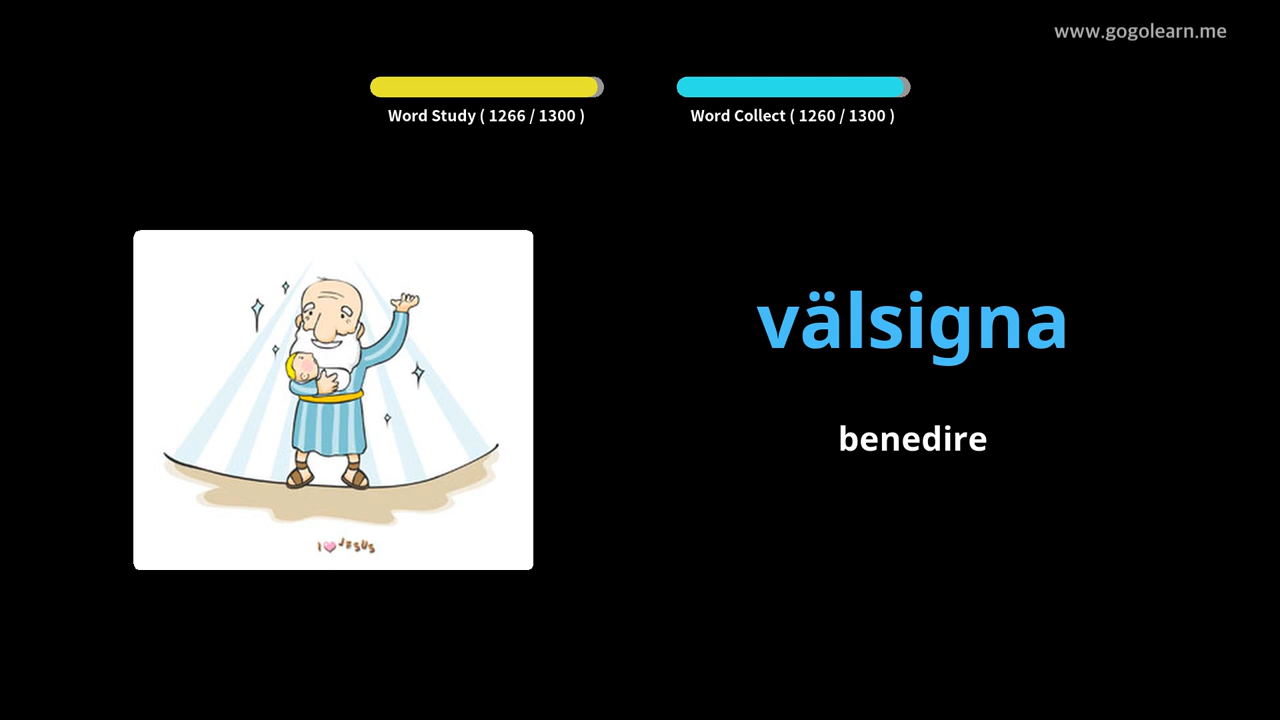 www.gogolearn.me
Word Study ( 1266 / 1300 )
Word Collect ( 1260 / 1300 )
välsigna
benedire
I JESUS